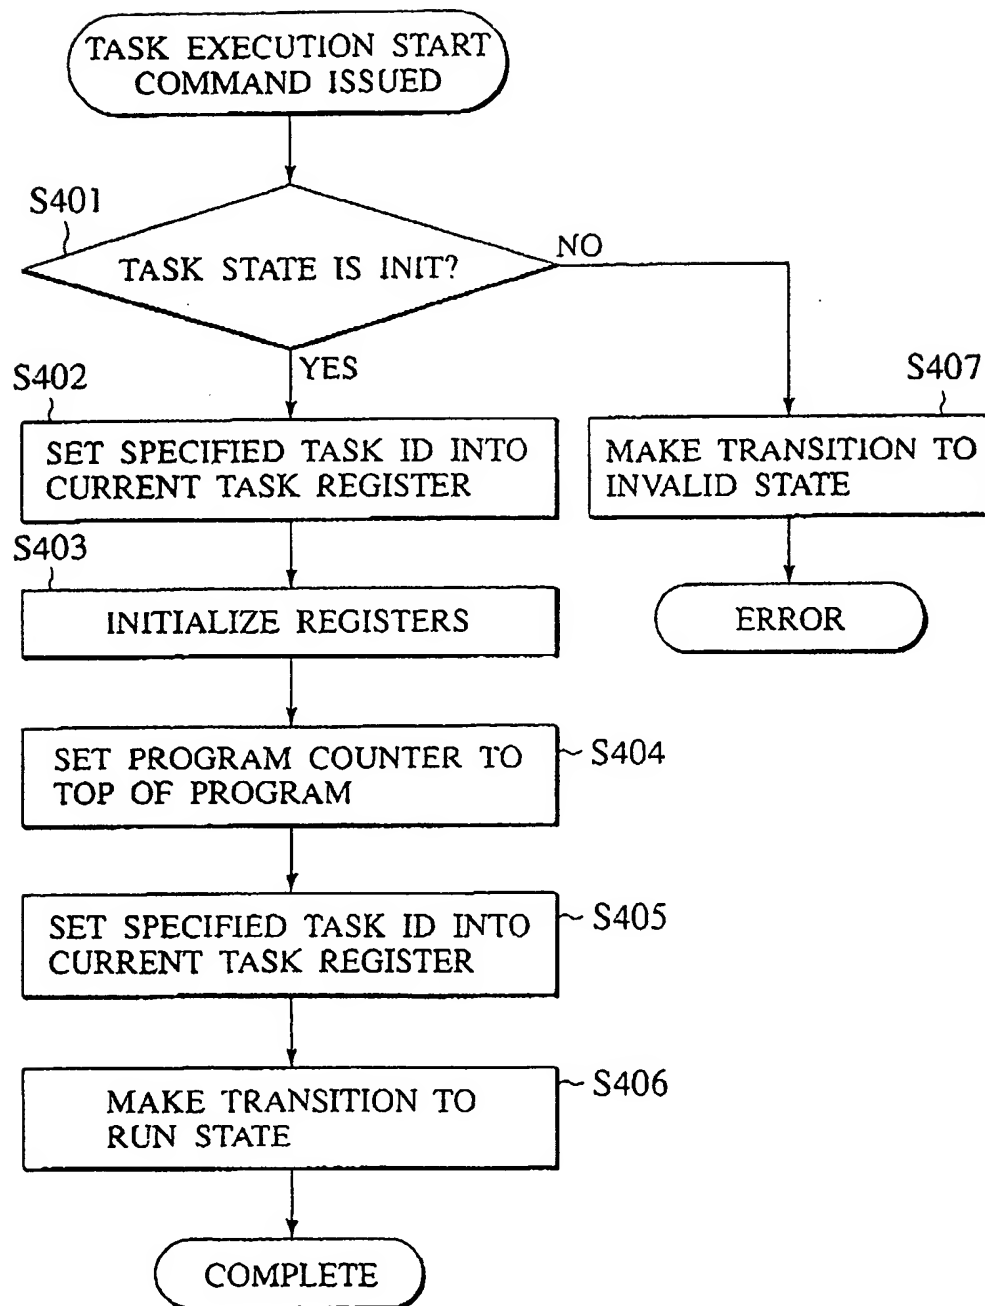 TASK EXECUTION START
COMMAND ISSUED
S401
TASK STATE IS INIT?
NO
YES
S402
SET SPECIFIED TASK ID INTO
CURRENT TASK REGISTER
S407
MAKE TRANSITION TO
INVALID STATE
S403
INITIALIZE REGISTERS
ERROR
SET PROGRAM COUNTER TO
TOP OF PROGRAM
S404
SET SPECIFIED TASK ID INTO
CURRENT TASK REGISTER
S405
MAKE TRANSITION TO
RUN STATE
S406
COMPLETE